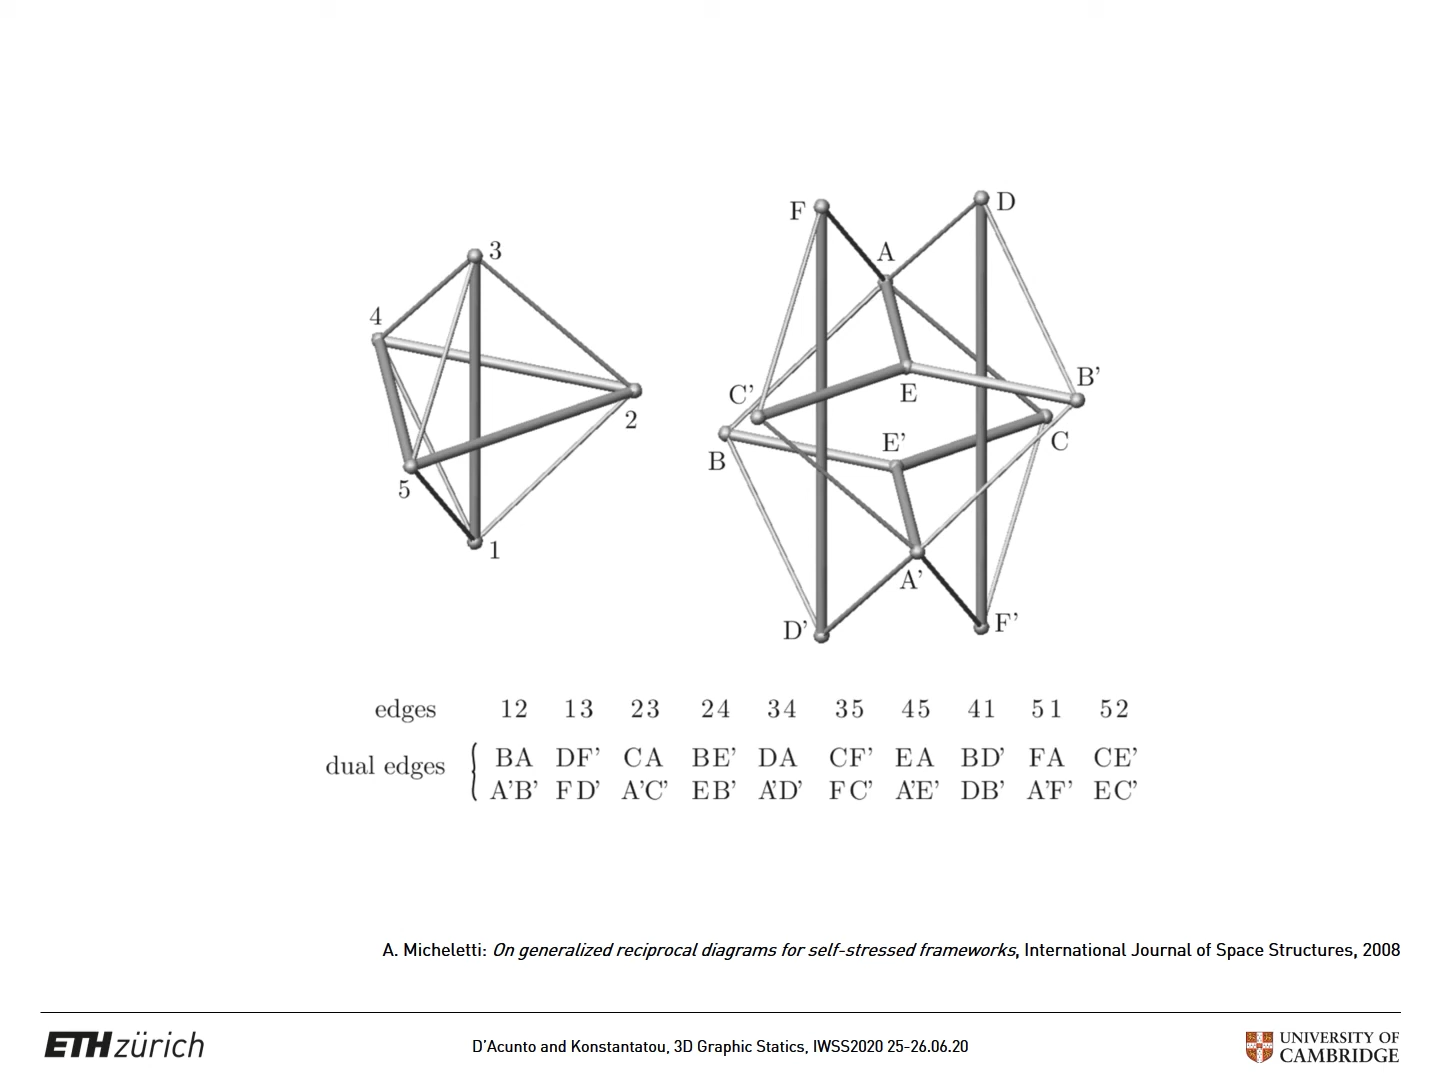 F
D
A
3
4
C'
B'
E
2
E'
C
B
5
1
A'
D'
F'
edges 12 13 23 24 34 35 45 41 51 52
dual edges { BA DF' CA BE' DA CF' EA BD' FA CE'
A'B' FD' A'C' EB' A'D' FC' A'E' DB' A'F' EC'
A. Micheletti: On generalized reciprocal diagrams for self-stressed frameworks, International Journal of Space Structures, 2008
ETH zürich
D'Acunto and Konstantatou, 3D Graphic Statics, IWSS2020 25-26.06.20
UNIVERSITY OF
CAMBRIDGE